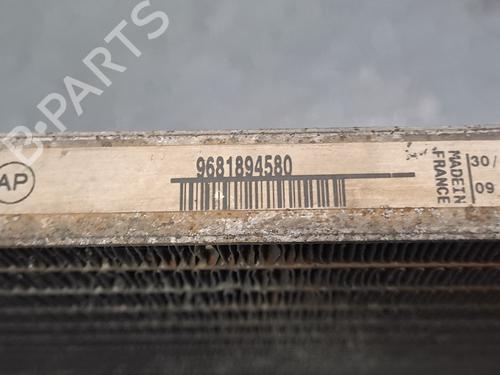 B-PARTS
AP
9681894580
MADE IN
FRANCE
30/
09